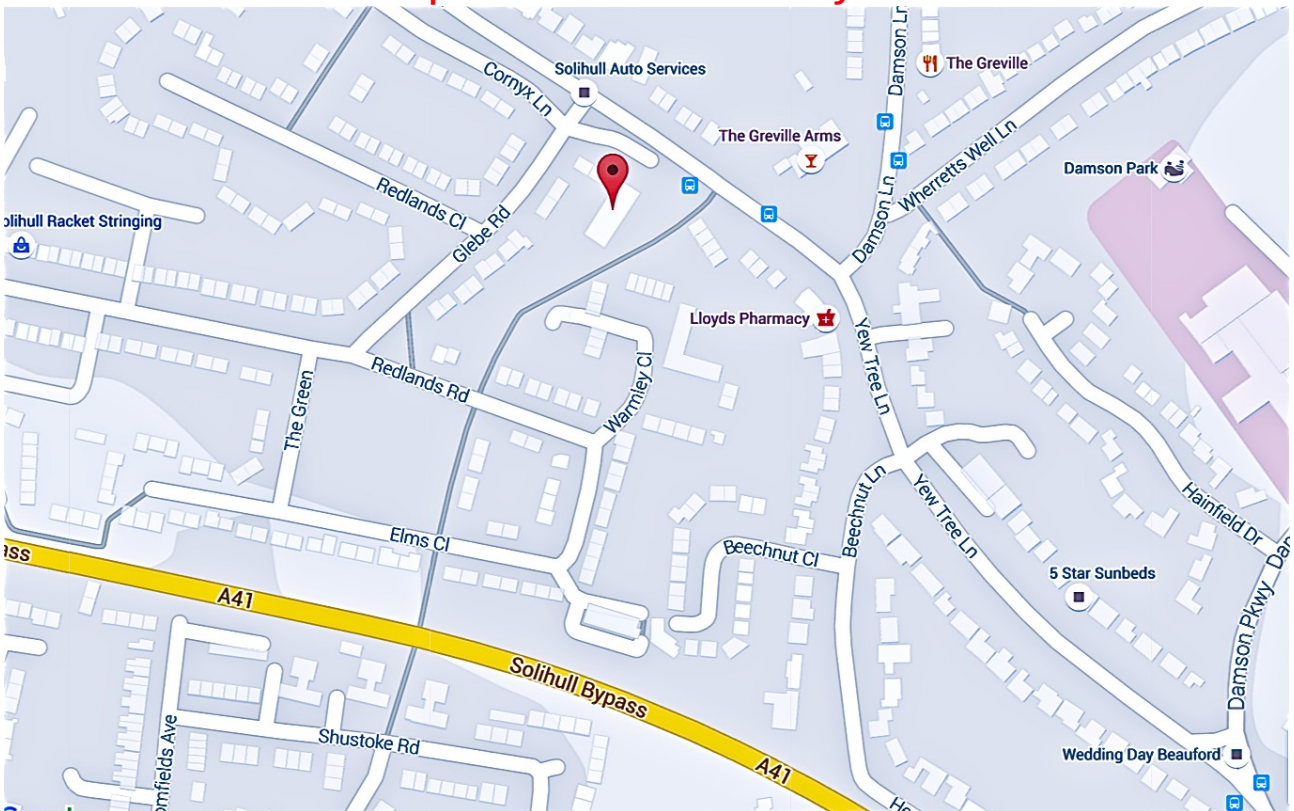 Cornyx Ln
Solihull Auto Services
Damson Ln
The Greville
The Greville Arms
Wherretts Well Ln
Damson Park
Redlands Cl
Glebe Rd
Damson Ln
olihull Racket Stringing
Lloyds Pharmacy
Yew Tree Ln
Redlands Rd
Warmley Cl
The Green
Beechnut Ln
Yew Tree Ln
Hainfield Dr
Elms Cl
Beechnut Cl
ass
A41
5 Star Sunbeds
Dam
Damson Pkwy
Solihull Bypass
Shustoke Rd
omfields Ave
Wedding Day Beauford
A41